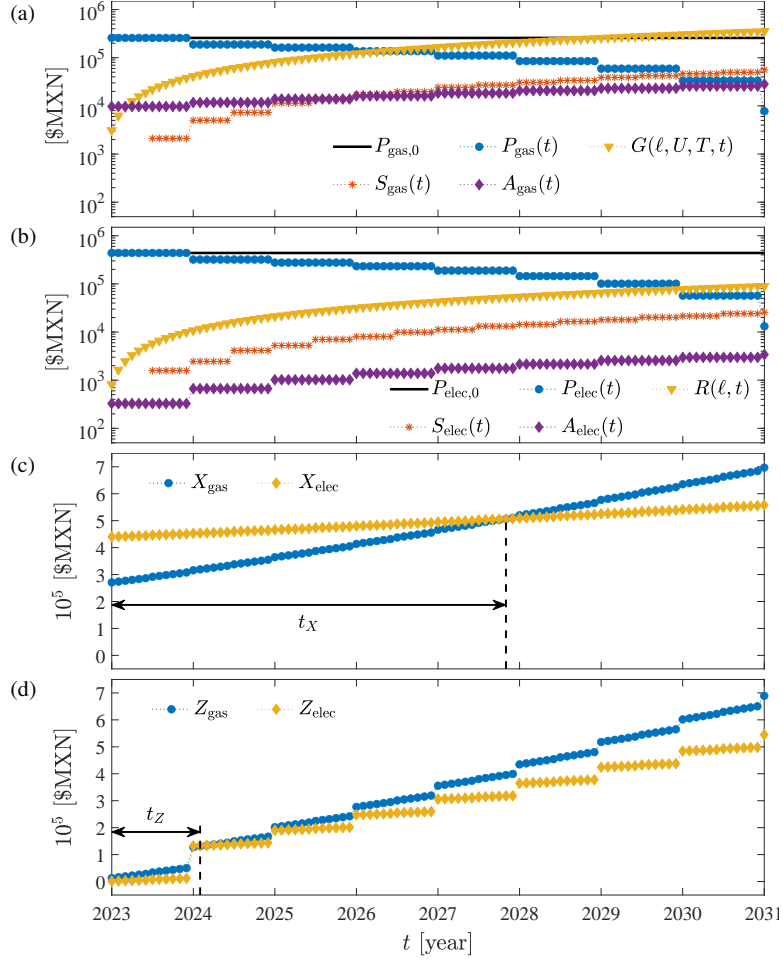 (a)
10^6
10^5
10^4
10^3
10^2
[$MXN]
P_gas,0 P_gas(t) G(ℓ, U, T, t)
S_gas(t) A_gas(t)
(b)
10^6
10^5
10^4
10^3
10^2
[$MXN]
P_elec,0 P_elec(t) R(ℓ, t)
S_elec(t) A_elec(t)
(c)
7
6
5
4
3
2
1
0
10^5 [$MXN]
X_gas X_elec
t_X
(d)
7
6
5
4
3
2
1
0
10^5 [$MXN]
Z_gas Z_elec
t_Z
2023 2024 2025 2026 2027 2028 2029 2030 2031
t [year]